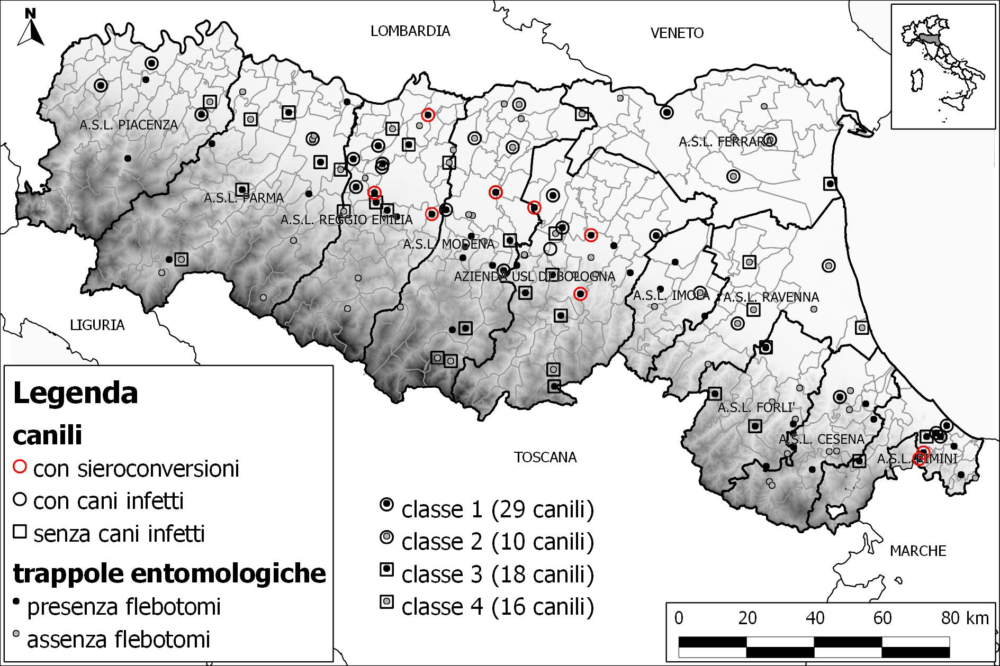 N
LOMBARDIA
VENETO
A.S.L. PIACENZA
A.S.L. FERRARA
A.S.L. PARMA
A.S.L. REGGIO EMILIA
A.S.L. MODENA
AZIENDA USL DI BOLOGNA
A.S.L. IMOLA
A.S.L. RAVENNA
LIGURIA
A.S.L. FORLI'
A.S.L. CESENA
A.S.L. RIMINI
TOSCANA
MARCHE
Legenda
canili
con sieroconversioni
con cani infetti
senza cani infetti
trappole entomologiche
presenza flebotomi
assenza flebotomi
classe 1 (29 canili)
classe 2 (10 canili)
classe 3 (18 canili)
classe 4 (16 canili)
0 20 40 60 80 km